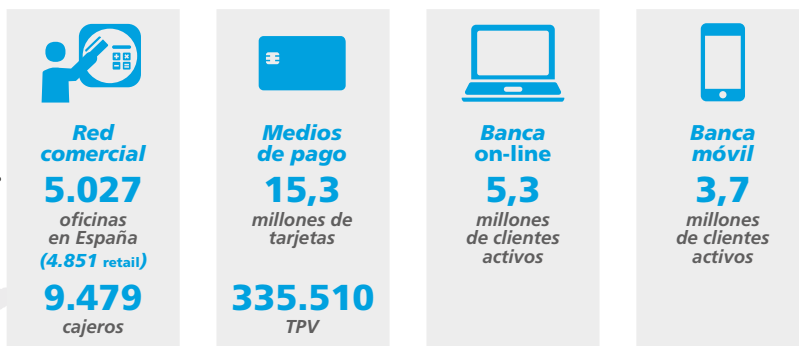 Red
comercial
5.027
oficinas
en España
(4.851 retail)
9.479
cajeros
Medios
de pago
15,3
millones de
tarjetas
335.510
TPV
Banca
on-line
5,3
millones
de clientes
activos
Banca
móvil
3,7
millones
de clientes
activos